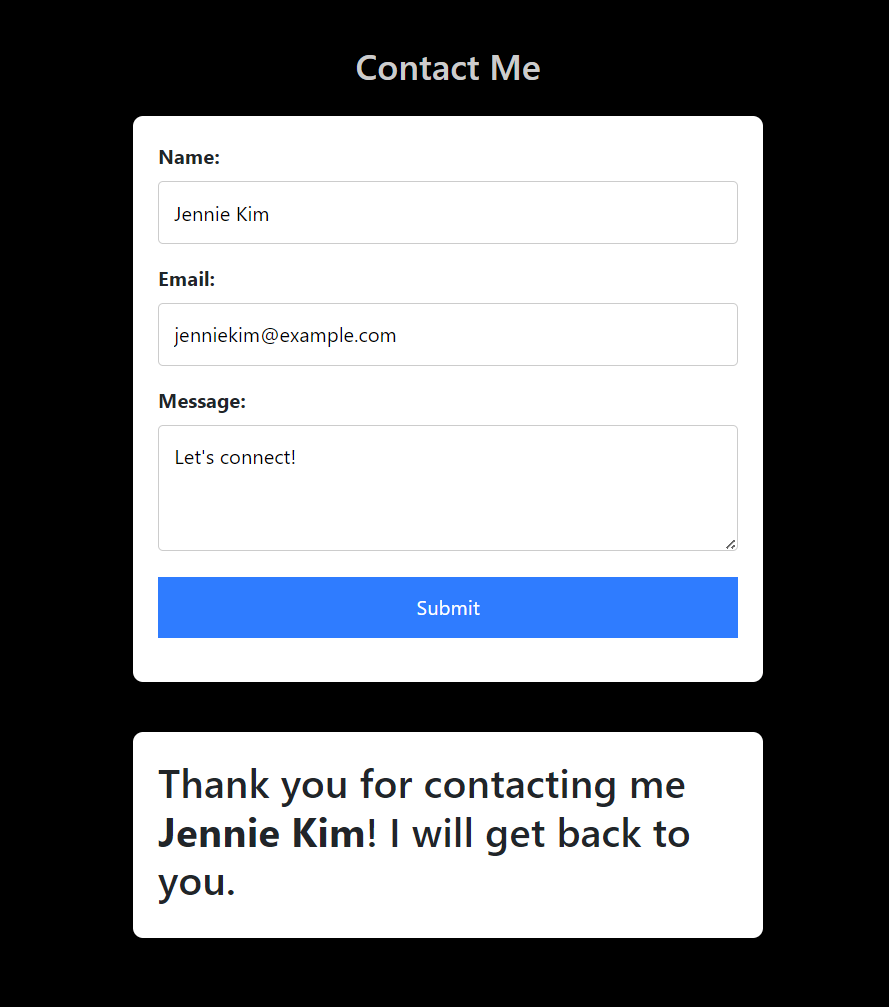 Contact Me
Name:
Jennie Kim
Email:
jenniekim@example.com
Message:
Let's connect!
Submit
Thank you for contacting me
Jennie Kim! I will get back to
you.